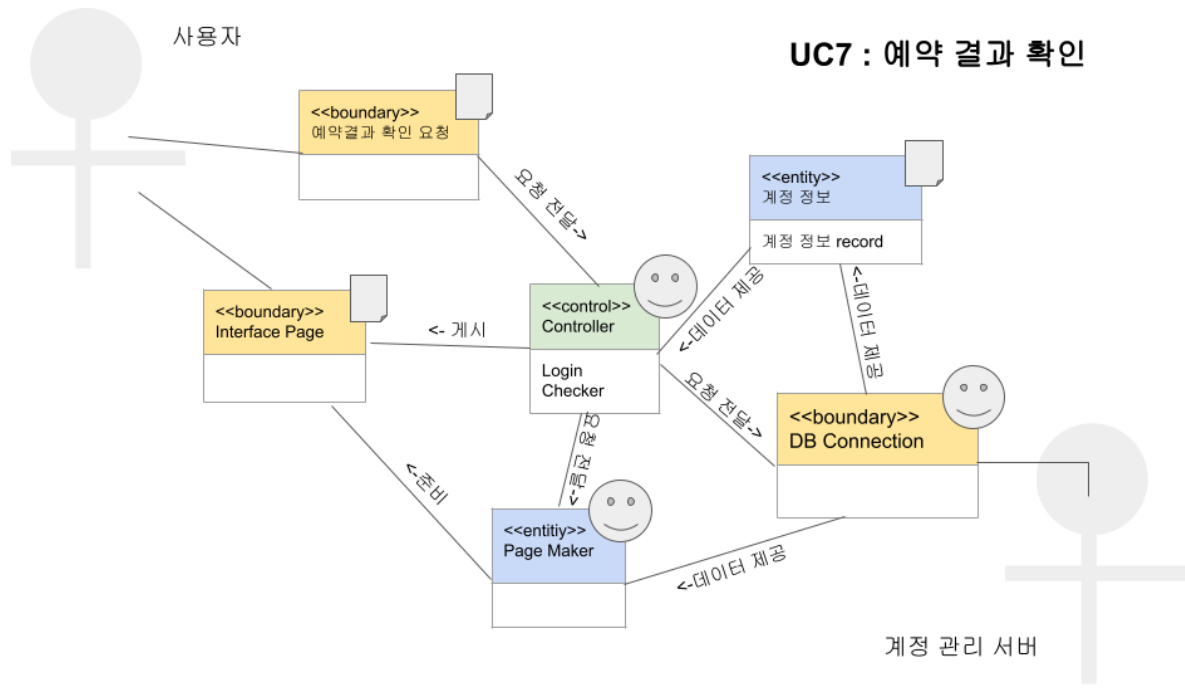 사용자
UC7 : 예약 결과 확인
<<boundary>>
예약결과 확인 요청
요청 전달->
<<entity>>
계정 정보
계정 정보 record
<<boundary>>
Interface Page
<- 게시
<<control>>
Controller
Login
Checker
<-데이터 제공
<-데이터 제공
요청 전달->
요청 전달->
<<boundary>>
DB Connection
<-준비
<<entitiy>>
Page Maker
<-데이터 제공
계정 관리 서버